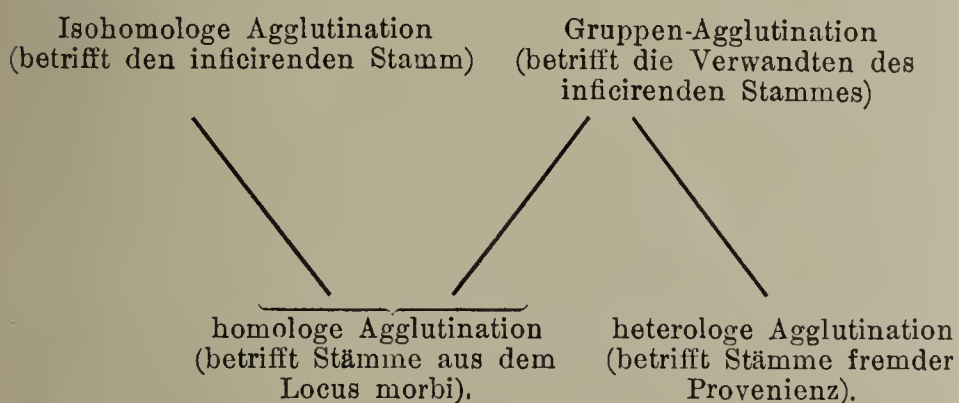 Isohomologe Agglutination
(betrifft den inficirenden Stamm)
Gruppen-Agglutination
(betrifft die Verwandten des
inficirenden Stammes)
homologe Agglutination
(betrifft Stämme aus dem
Locus morbi).
heterologe Agglutination
(betrifft Stämme fremder
Provenienz).